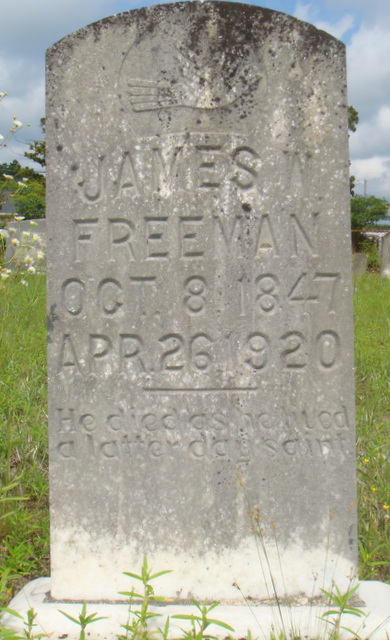 JAMES W.
FREEMAN
OCT. 8 1847
APR. 26 1920
He died as he lived
a latter day saint.